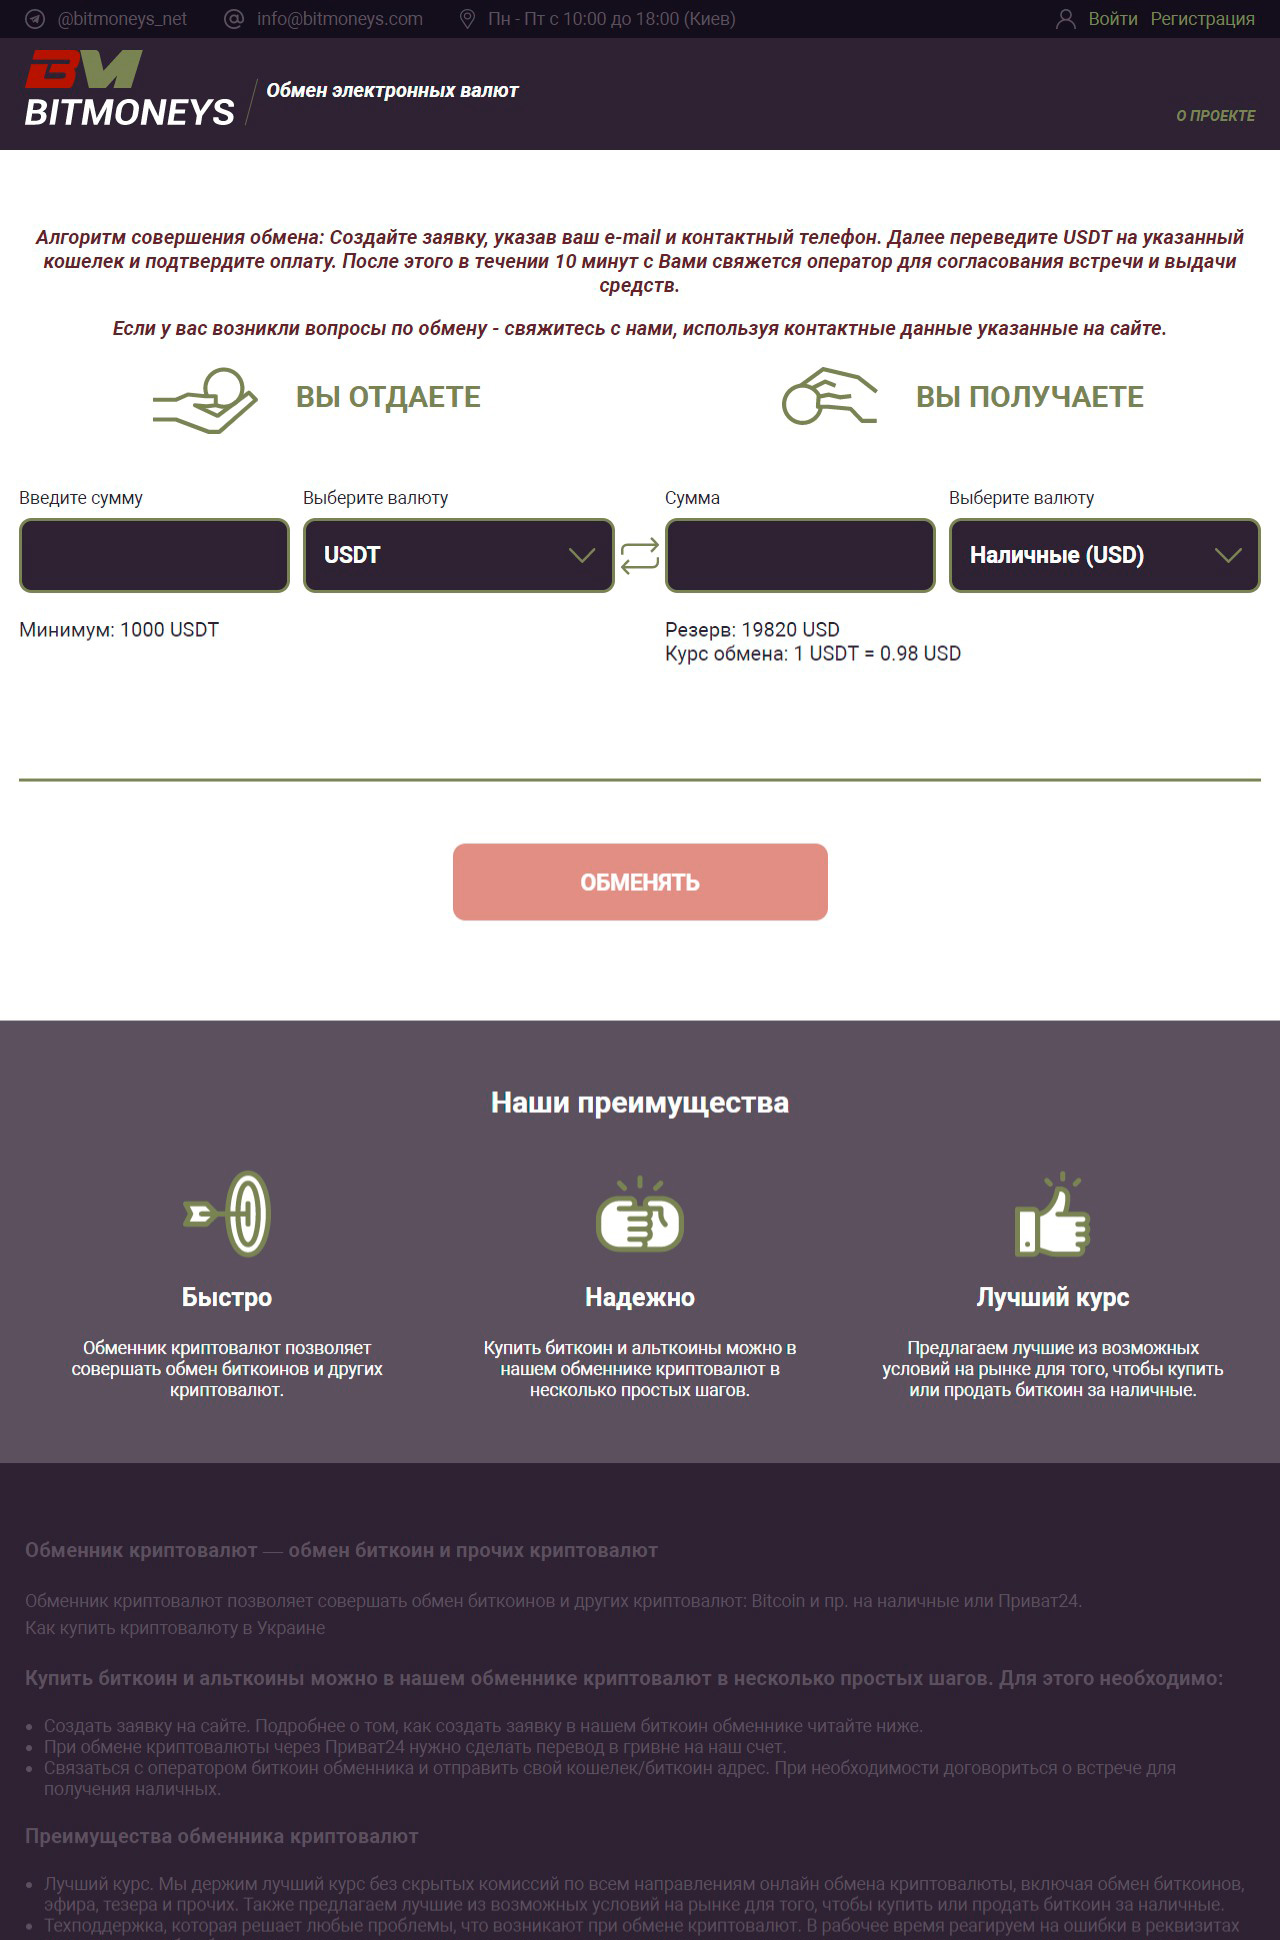 @bitmoneys_net info@bitmoneys.com Пн - Пт с 10:00 до 18:00 (Киев) Войти Регистрация
BM
BITMONEYS
Обмен электронных валют
О ПРОЕКТЕ
Алгоритм совершения обмена: Создайте заявку, указав ваш e-mail и контактный телефон. Далее переведите USDT на указанный
кошелек и подтвердите оплату. После этого в течении 10 минут с Вами свяжется оператор для согласования встречи и выдачи
средств.
Если у вас возникли вопросы по обмену - свяжитесь с нами, используя контактные данные указанные на сайте.
ВЫ ОТДАЕТЕ
ВЫ ПОЛУЧАЕТЕ
Введите сумму Выберите валюту Сумма Выберите валюту
USDT Наличные (USD)
Минимум: 1000 USDT
Резерв: 19820 USD
Курс обмена: 1 USDT = 0.98 USD
ОБМЕНЯТЬ
Наши преимущества
Быстро
Обменник криптовалют позволяет
совершать обмен биткоинов и других
криптовалют.
Надежно
Купить биткоин и альткоины можно в
нашем обменнике криптовалют в
несколько простых шагов.
Лучший курс
Предлагаем лучшие из возможных
условий на рынке для того, чтобы купить
или продать биткоин за наличные.
Обменник криптовалют — обмен биткоин и прочих криптовалют
Обменник криптовалют позволяет совершать обмен биткоинов и других криптовалют: Bitcoin и пр. на наличные или Приват24.
Как купить криптовалюту в Украине
Купить биткоин и альткоины можно в нашем обменнике криптовалют в несколько простых шагов. Для этого необходимо:
Создать заявку на сайте. Подробнее о том, как создать заявку в нашем биткоин обменнике читайте ниже.
При обмене криптовалюты через Приват24 нужно сделать перевод в гривне на наш счет.
Связаться с оператором биткоин обменника и отправить свой кошелек/биткоин адрес. При необходимости договориться о встрече для
получения наличных.
Преимущества обменника криптовалют
Лучший курс. Мы держим лучший курс без скрытых комиссий по всем направлениям онлайн обмена криптовалюты, включая обмен биткоинов,
эфира, тезера и прочих. Также предлагаем лучшие из возможных условий на рынке для того, чтобы купить или продать биткоин за наличные.
Техподдержка, которая решает любые проблемы, что возникают при обмене криптовалют. В рабочее время реагируем на ошибки в реквизитах